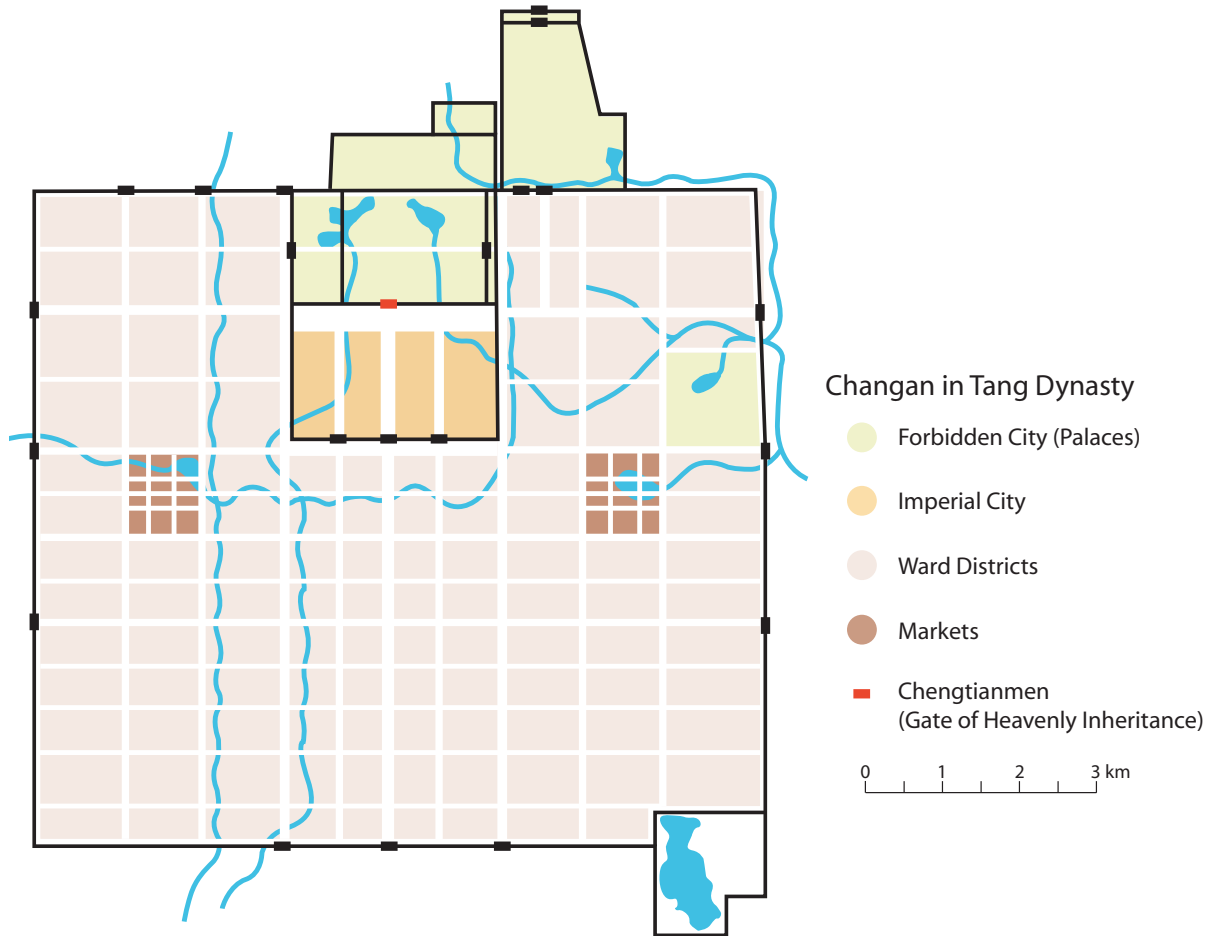 Changan in Tang Dynasty
Forbidden City (Palaces)
Imperial City
Ward Districts
Markets
Chengtianmen
(Gate of Heavenly Inheritance)
0 1 2 3 km